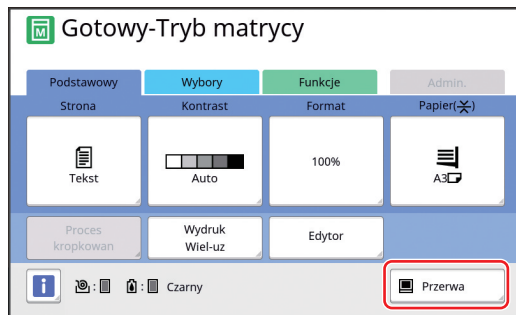 M Gotowy-Tryb matrycy
Podstawowy Wybory Funkcje Admin.
Strona Kontrast Format Papier( )
Tekst Auto 100% A3
Proces
kropkowan
Wydruk
Wiel-uz
Edytor
i : : Czarny Przerwa